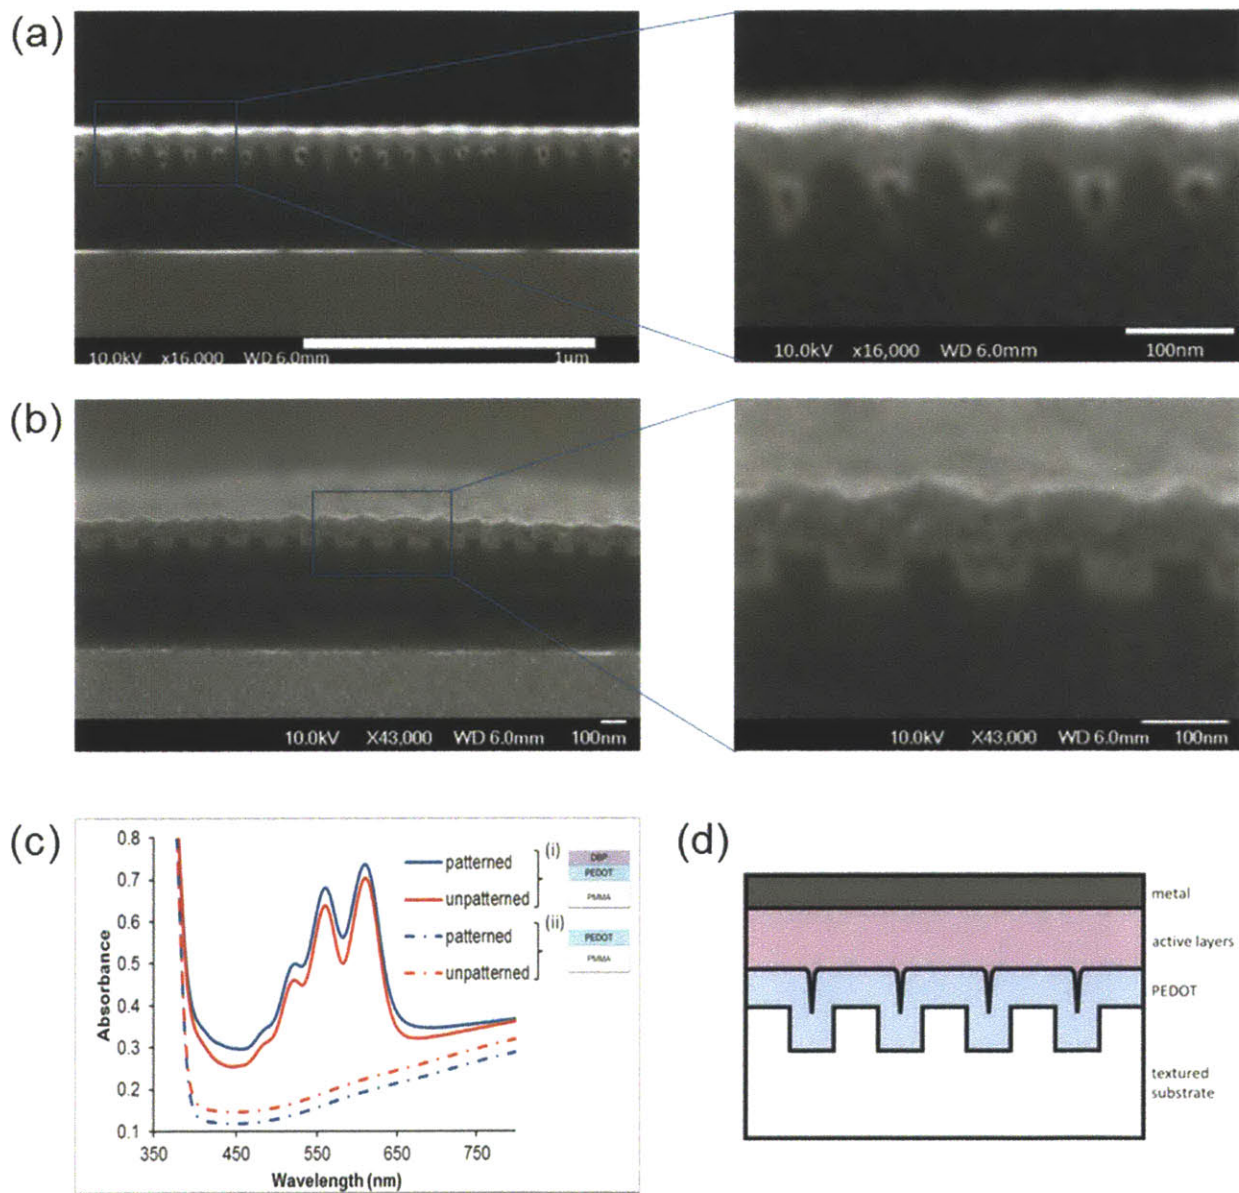 (a)
10.0kV x16,000 WD 6.0mm 1µm
10.0kV x16,000 WD 6.0mm 100nm
(b)
10.0kV X43,000 WD 6.0mm 100nm
10.0kV X43,000 WD 6.0mm 100nm
(c)
0.8
0.7
0.6
0.5
0.4
0.3
0.2
0.1
Absorbance
350 450 550 650 750
Wavelength (nm)
patterned
unpatterned
(i)
DBP
PEDOT
PMMA
patterned
unpatterned
(ii)
PEDOT
PMMA
(d)
metal
active layers
PEDOT
textured
substrate